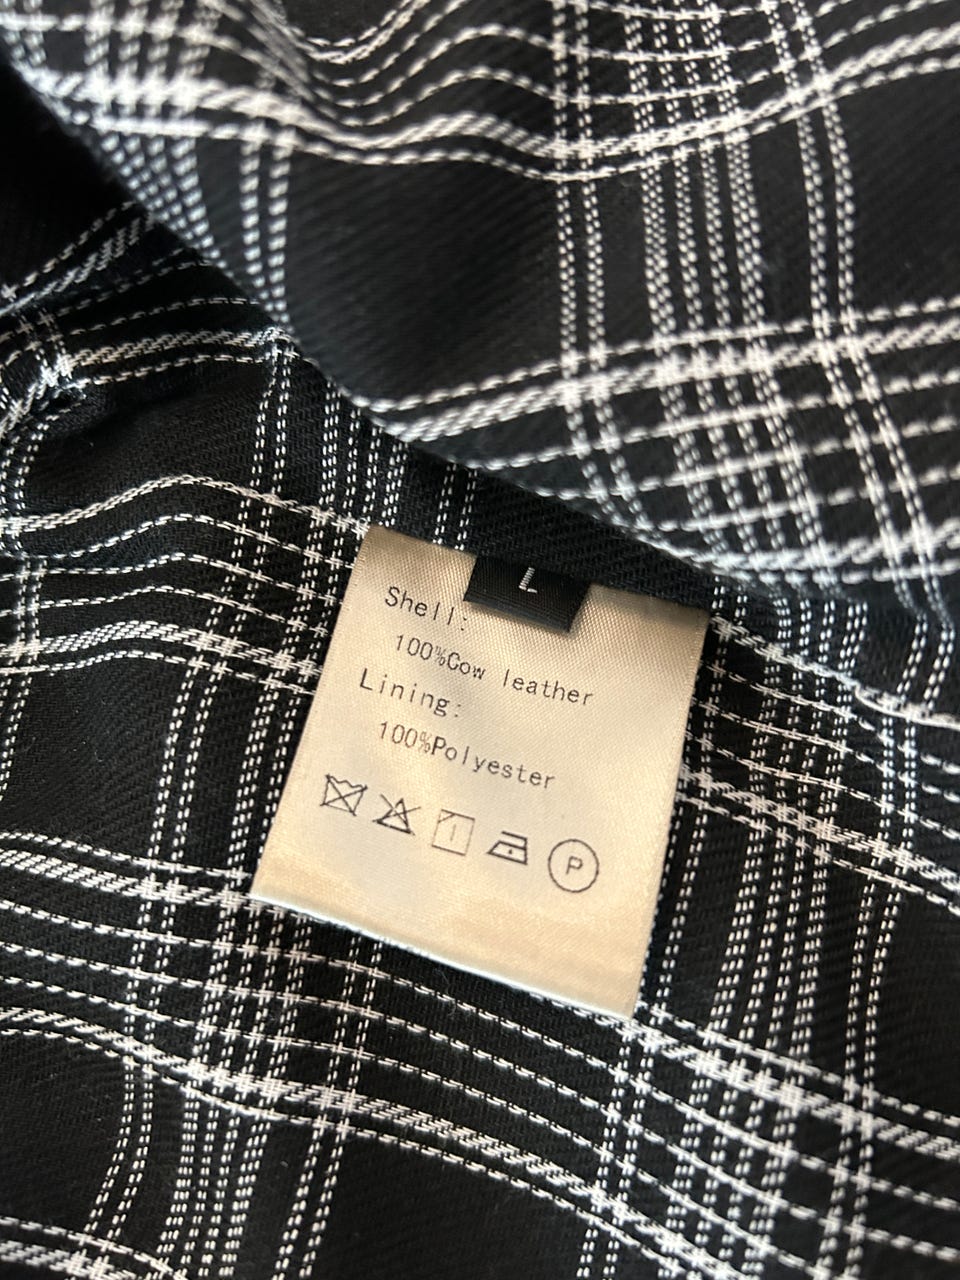 L
Shell:
100%Cow leather
Lining:
100%Polyester
P